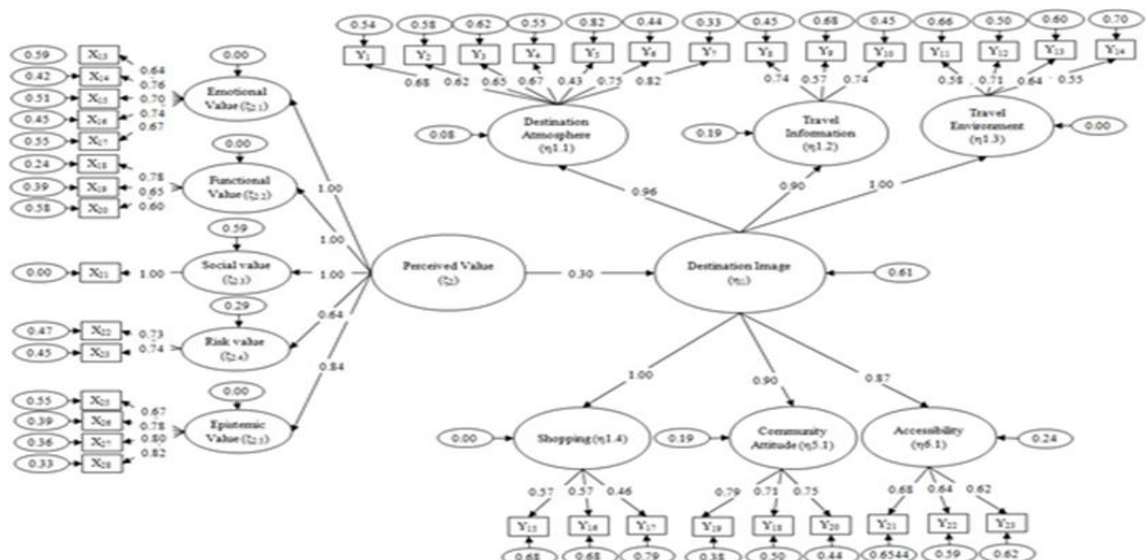 0.54 0.58 0.62 0.55 0.82 0.44 0.33 0.45 0.68 0.45 0.66 0.50 0.60 0.70
Y1 Y2 Y3 Y4 Y5 Y6 Y7 Y8 Y9 Y10 Y11 Y12 Y13 Y14
0.68 0.62 0.65 0.67 0.43 0.75 0.82 0.74 0.57 0.74 0.58 0.71 0.64 0.55
0.08
Destination
Atmosphere
(η1.1)
0.19
Travel
Information
(η1.2)
Travel
Environment
(η1.3)
0.00
0.96
0.90
1.00
0.59 X13 0.64
0.42 X14 0.76
0.51 X15 0.70
0.45 X16 0.74
0.55 X17 0.67
0.00
Emotional
Value (ξ2.1)
0.24 X18 0.78
0.39 X19 0.65
0.58 X20 0.60
0.00
Functional
Value (ξ2.2)
0.00 X21 1.00
0.59
Social value
(ξ2.3)
0.47 X22 0.73
0.45 X23 0.74
0.29
Risk value
(ξ2.4)
0.55 X25 0.67
0.39 X26 0.78
0.36 X27 0.80
0.33 X28 0.82
0.00
Epistemic
Value (ξ2.5)
1.00
1.00
1.00
0.64
0.84
Perceived Value
(ξ2)
0.30
Destination Image
(η1)
0.61
1.00
0.90
0.87
0.00
Shopping (η1.4)
0.19
Community
Attitude (η5.1)
Accessibility
(η6.1)
0.24
0.57 0.57 0.46 0.79 0.71 0.75 0.68 0.64 0.62
Y15 Y16 Y17 Y19 Y18 Y20 Y21 Y22 Y23
0.68 0.68 0.79 0.38 0.50 0.44 0.6544 0.59 0.62